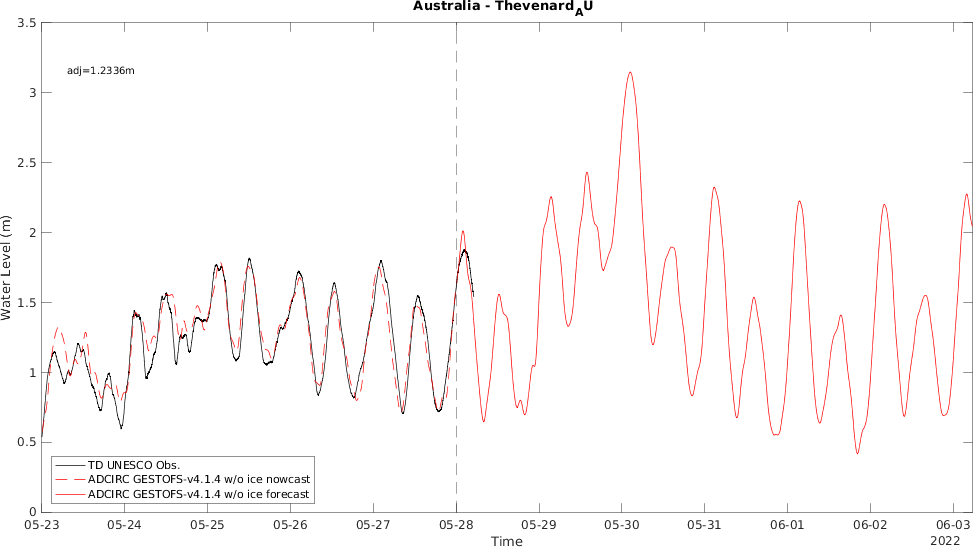 Australia - Thevenard_AU
3.5
adj=1.2336m
3
2.5
2
Water Level (m)
1.5
1
0.5
TD UNESCO Obs.
ADCIRC GESTOFS-v4.1.4 w/o ice nowcast
ADCIRC GESTOFS-v4.1.4 w/o ice forecast
0
05-23 05-24 05-25 05-26 05-27 05-28 05-29 05-30 05-31 06-01 06-02 06-03
Time 2022